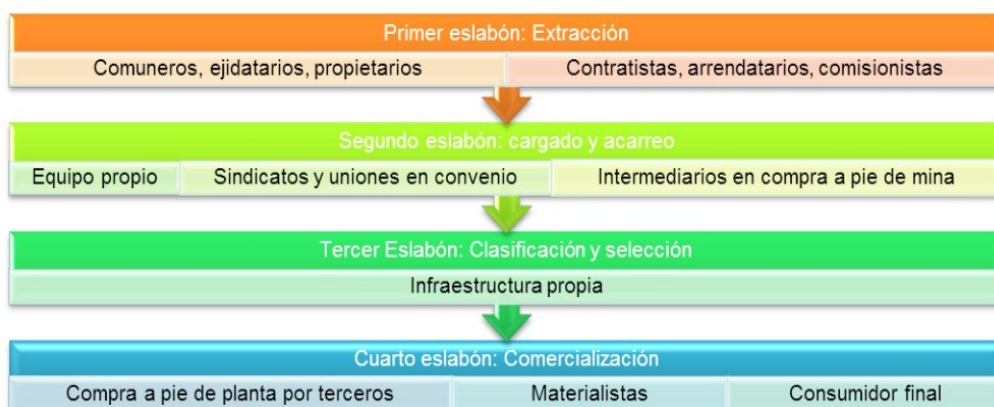 Primer eslabón: Extracción
Comuneros, ejidatarios, propietarios
Contratistas, arrendatarios, comisionistas
Segundo eslabón: cargado y acarreo
Equipo propio
Sindicatos y uniones en convenio
Intermediarios en compra a pie de mina
Tercer Eslabón: Clasificación y selección
Infraestructura propia
Cuarto eslabón: Comercialización
Compra a pie de planta por terceros
Materialistas
Consumidor final